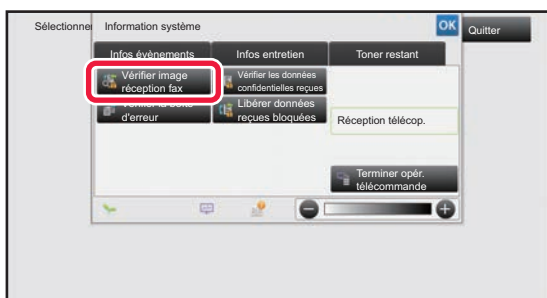 Sélectionne
Information système
OK
Quitter
Infos évènements
Infos entretien
Toner restant
Vérifier image
réception fax
Vérifier les données
confidentielles reçues
d'erreur
Libérer données
reçues bloquées
Réception télécop.
Terminer opér.
télécommande